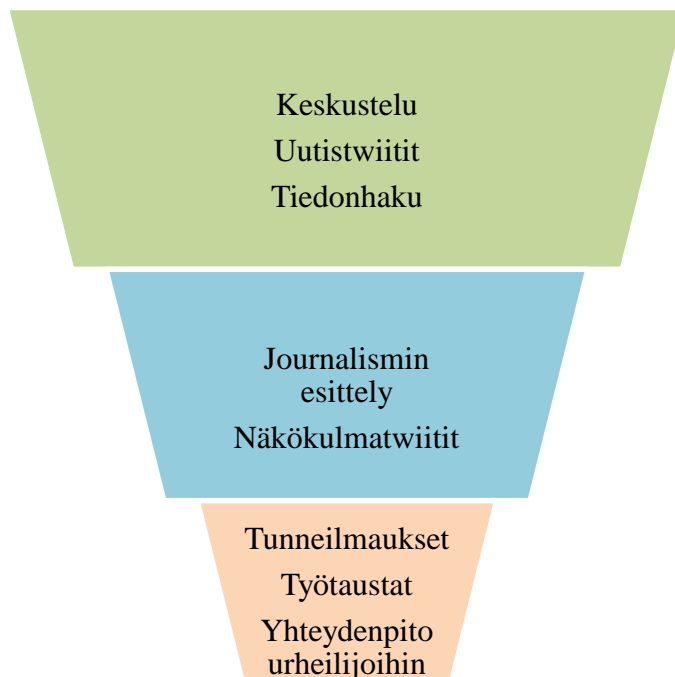 Keskustelu
Uutistwiitit
Tiedonhaku
Journalismin
esittely
Näkökulmatwiitit
Tunneilmaukset
Työtaustat
Yhteydenpito
urheilijoihin